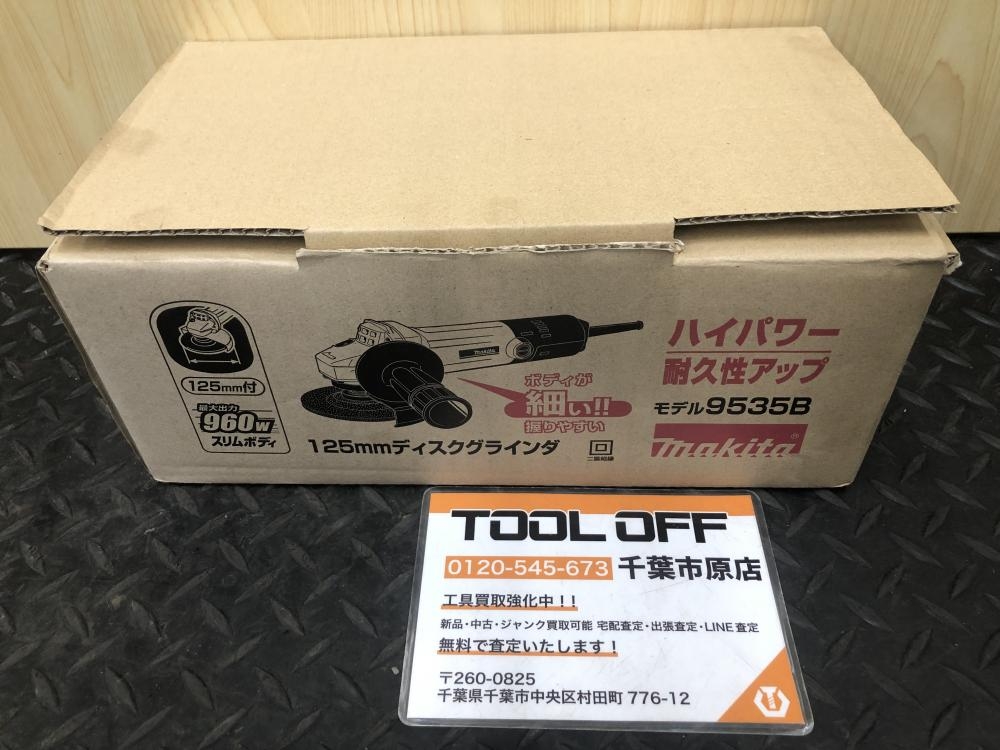 125mm付
最大出力
960W
スリムボディ
makita
ボディが
細い!!
握りやすい
125mmディスクグラインダ
二重絶縁
ハイパワー
耐久性アップ
モデル9535B
makita®
TOOL OFF
0120-545-673 千葉市原店
工具買取強化中!!
新品・中古・ジャンク買取可能 宅配査定・出張査定・LINE査定
無料で査定いたします!
〒260-0825
千葉県千葉市中央区村田町 776-12